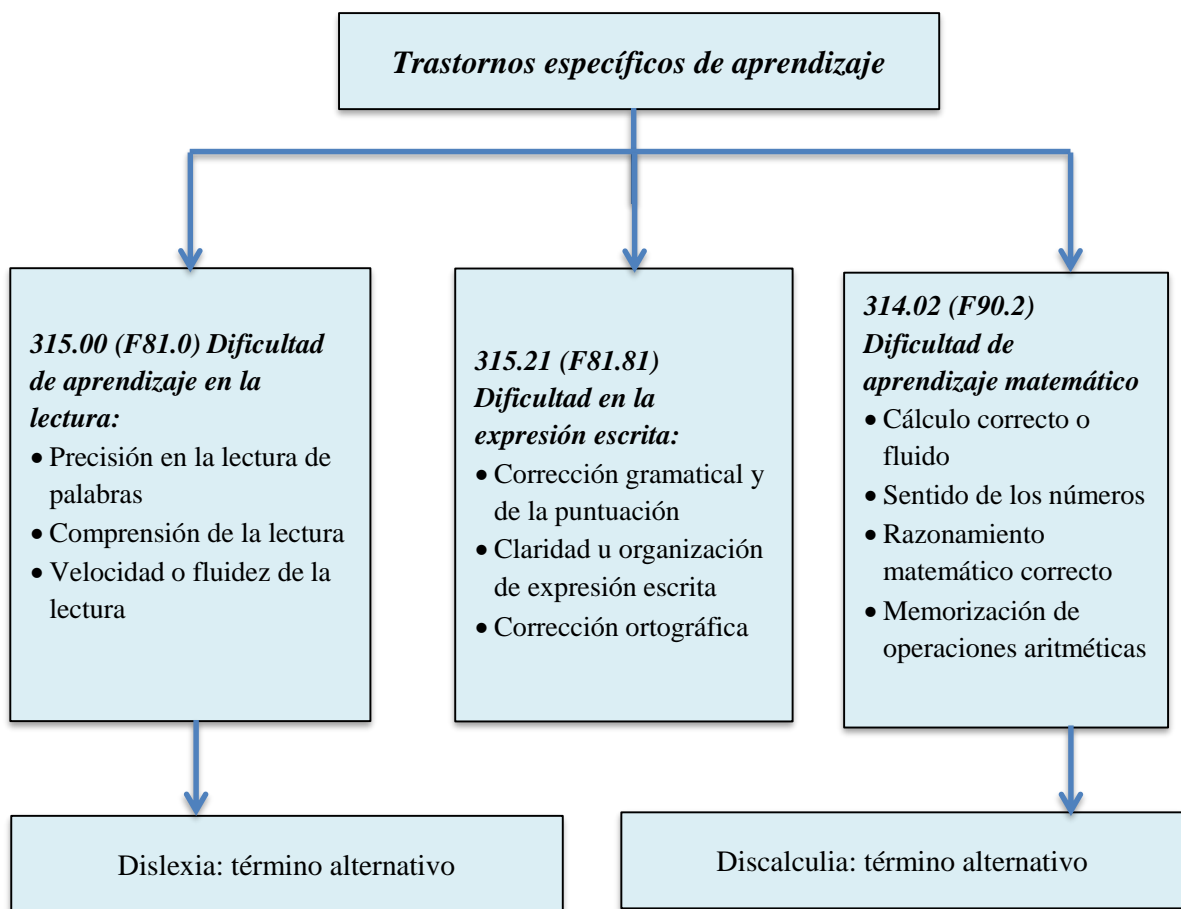 Trastornos específicos de aprendizaje
315.00 (F81.0) Dificultad
de aprendizaje en la
lectura:
• Precisión en la lectura de
palabras
• Comprensión de la lectura
• Velocidad o fluidez de la
lectura
315.21 (F81.81)
Dificultad en la
expresión escrita:
• Corrección gramatical y
de la puntuación
• Claridad u organización
de expresión escrita
• Corrección ortográfica
314.02 (F90.2)
Dificultad de
aprendizaje matemático
• Cálculo correcto o
fluido
• Sentido de los números
• Razonamiento
matemático correcto
• Memorización de
operaciones aritméticas
Dislexia: término alternativo
Discalculia: término alternativo